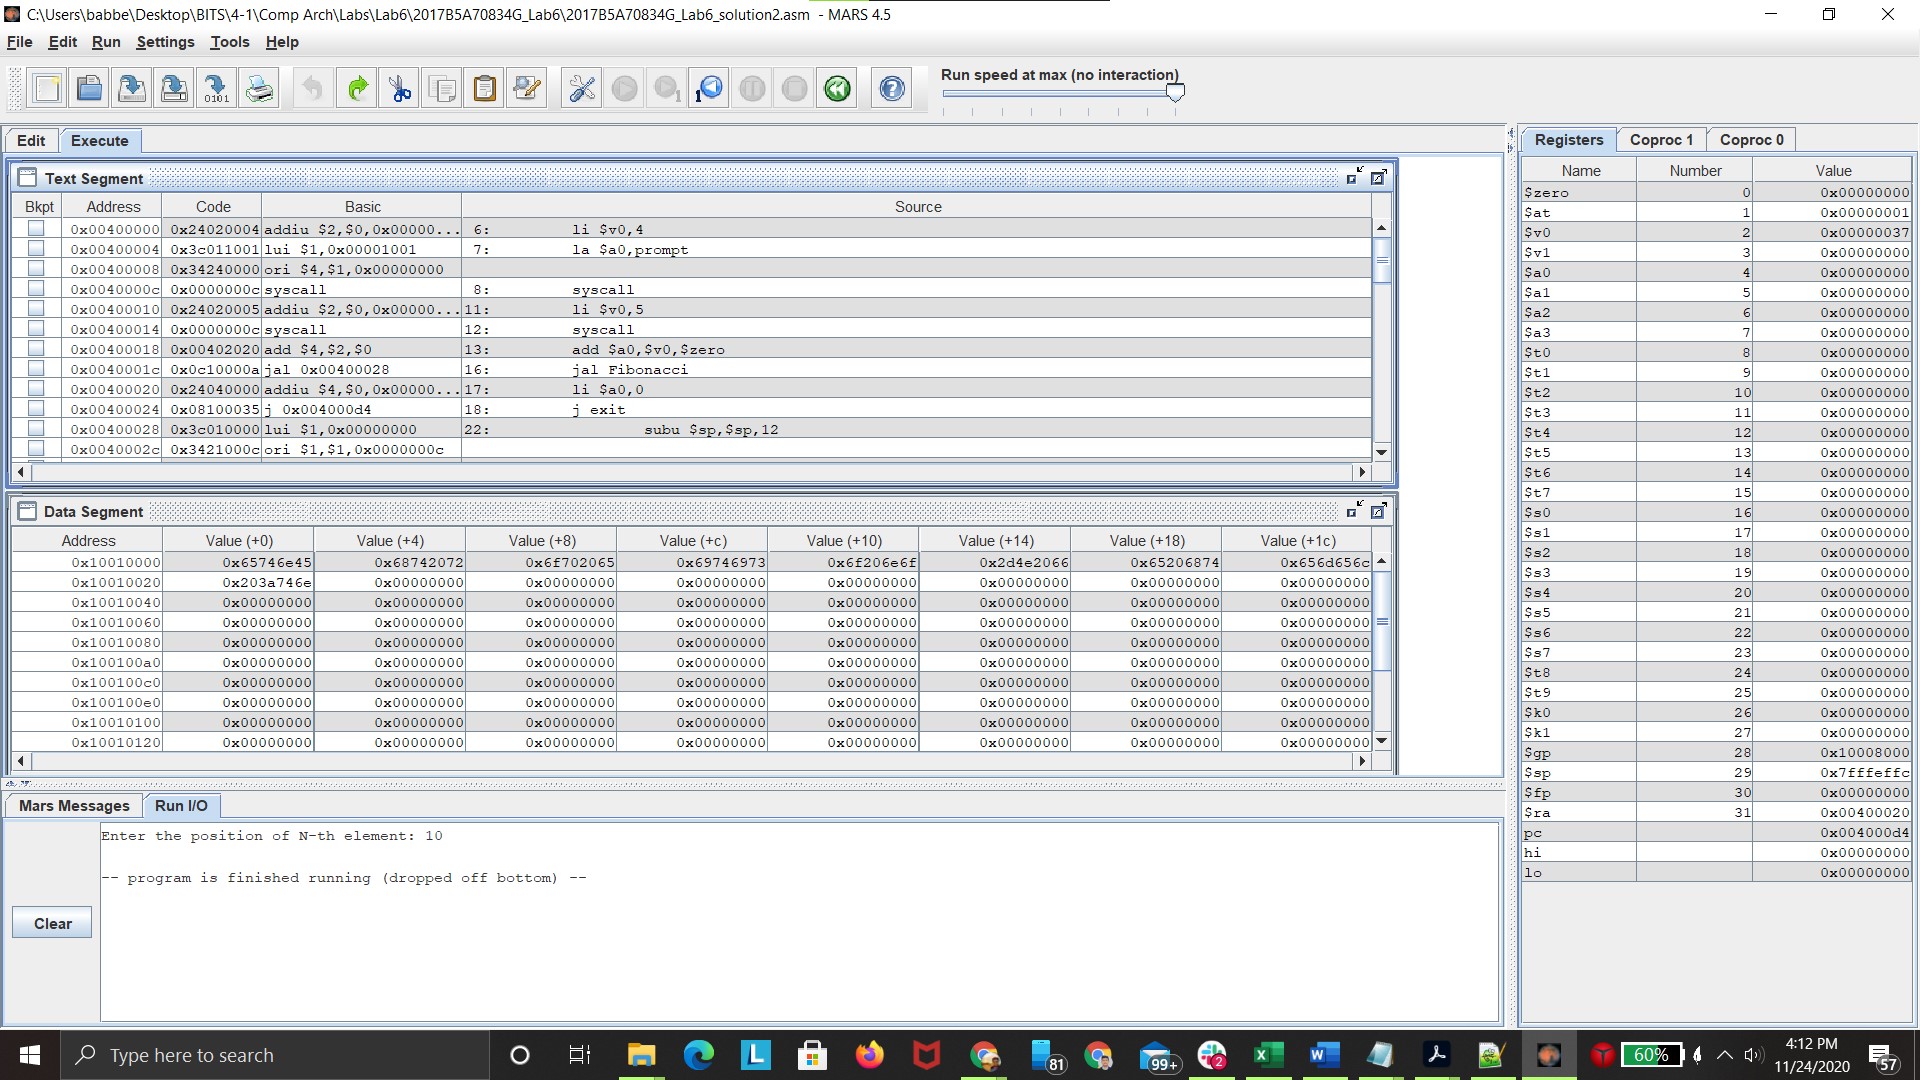 C:\Users\babbe\Desktop\BITS\4-1\Comp Arch\Labs\Lab6\2017B5A70834G_Lab6\2017B5A70834G_Lab6_solution2.asm - MARS 4.5
File Edit Run Settings Tools Help
Run speed at max (no interaction)
Edit Execute
Text Segment
Bkpt Address Code Basic Source
0x00400000 0x24020004 addiu $2,$0,0x00000... 6: li $v0,4
0x00400004 0x3c011001 lui $1,0x00001001 7: la $a0,prompt
0x00400008 0x34240000 ori $4,$1,0x00000000
0x0040000c 0x0000000c syscall 8: syscall
0x00400010 0x24020005 addiu $2,$0,0x00000... 11: li $v0,5
0x00400014 0x0000000c syscall 12: syscall
0x00400018 0x00402020 add $4,$2,$0 13: add $a0,$v0,$zero
0x0040001c 0x0c10000a jal 0x00400028 16: jal Fibonacci
0x00400020 0x24040000 addiu $4,$0,0x00000... 17: li $a0,0
0x00400024 0x08100035 j 0x004000d4 18: j exit
0x00400028 0x3c010000 lui $1,0x00000000 22: subu $sp,$sp,12
0x0040002c 0x3421000c ori $1,$1,0x0000000c
Data Segment
Address Value (+0) Value (+4) Value (+8) Value (+c) Value (+10) Value (+14) Value (+18) Value (+1c)
0x10010000 0x65746e45 0x68742072 0x6f702065 0x69746973 0x6f206e6f 0x2d4e2066 0x65206874 0x656d656c
0x10010020 0x203a746e 0x00000000 0x00000000 0x00000000 0x00000000 0x00000000 0x00000000 0x00000000
0x10010040 0x00000000 0x00000000 0x00000000 0x00000000 0x00000000 0x00000000 0x00000000 0x00000000
0x10010060 0x00000000 0x00000000 0x00000000 0x00000000 0x00000000 0x00000000 0x00000000 0x00000000
0x10010080 0x00000000 0x00000000 0x00000000 0x00000000 0x00000000 0x00000000 0x00000000 0x00000000
0x100100a0 0x00000000 0x00000000 0x00000000 0x00000000 0x00000000 0x00000000 0x00000000 0x00000000
0x100100c0 0x00000000 0x00000000 0x00000000 0x00000000 0x00000000 0x00000000 0x00000000 0x00000000
0x100100e0 0x00000000 0x00000000 0x00000000 0x00000000 0x00000000 0x00000000 0x00000000 0x00000000
0x10010100 0x00000000 0x00000000 0x00000000 0x00000000 0x00000000 0x00000000 0x00000000 0x00000000
0x10010120 0x00000000 0x00000000 0x00000000 0x00000000 0x00000000 0x00000000 0x00000000 0x00000000
Mars Messages Run I/O
Enter the position of N-th element: 10
-- program is finished running (dropped off bottom) --
Clear
Registers Coproc 1 Coproc 0
Name Number Value
$zero 0 0x00000000
$at 1 0x00000001
$v0 2 0x00000037
$v1 3 0x00000000
$a0 4 0x00000000
$a1 5 0x00000000
$a2 6 0x00000000
$a3 7 0x00000000
$t0 8 0x00000000
$t1 9 0x00000000
$t2 10 0x00000000
$t3 11 0x00000000
$t4 12 0x00000000
$t5 13 0x00000000
$t6 14 0x00000000
$t7 15 0x00000000
$s0 16 0x00000000
$s1 17 0x00000000
$s2 18 0x00000000
$s3 19 0x00000000
$s4 20 0x00000000
$s5 21 0x00000000
$s6 22 0x00000000
$s7 23 0x00000000
$t8 24 0x00000000
$t9 25 0x00000000
$k0 26 0x00000000
$k1 27 0x00000000
$gp 28 0x10008000
$sp 29 0x7fffeffc
$fp 30 0x00000000
$ra 31 0x00400020
pc 0x004000d4
hi 0x00000000
lo 0x00000000
Type here to search
81 99+ 2 60% 57
4:12 PM
11/24/2020